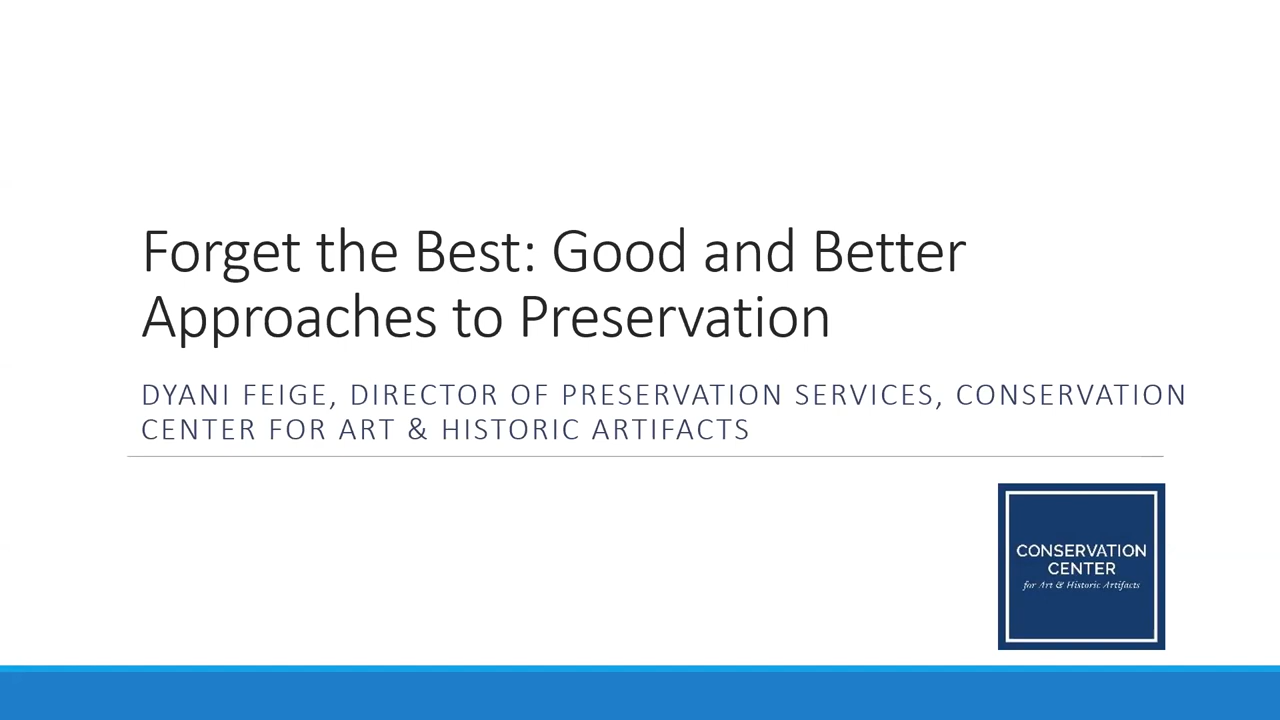 Forget the Best: Good and Better
Approaches to Preservation
DYANI FEIGE, DIRECTOR OF PRESERVATION SERVICES, CONSERVATION
CENTER FOR ART & HISTORIC ARTIFACTS
CONSERVATION
CENTER
for Art & Historic Artifacts